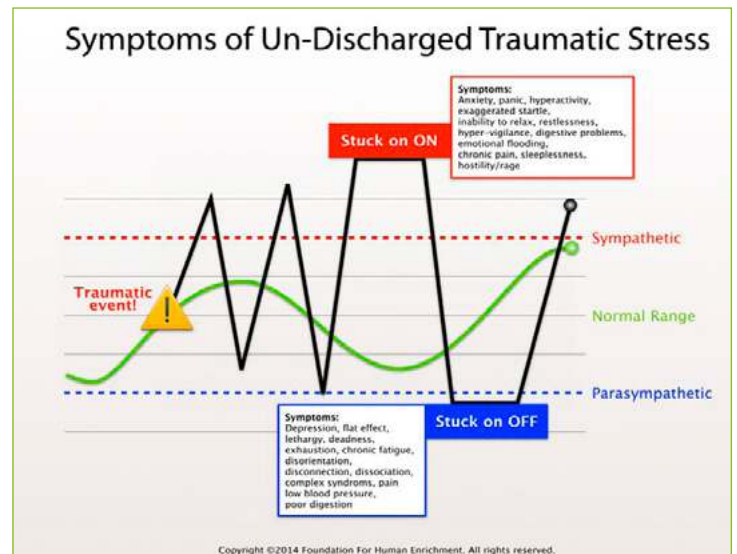 Symptoms of Un-Discharged Traumatic Stress
Symptoms:
Anxiety, panic, hyperactivity,
exaggerated startle,
inability to relax, restlessness,
hyper-vigilance, digestive problems,
emotional flooding,
chronic pain, sleeplessness,
hostility/rage
Stuck on ON
Sympathetic
Traumatic
event!
!
Normal Range
Parasympathetic
Symptoms:
Depression, flat effect,
lethargy, deadness,
exhaustion, chronic fatigue,
disorientation,
disconnection, dissociation,
complex syndroms, pain
low blood pressure,
poor digestion
Stuck on OFF
Copyright ©2014 Foundation For Human Enrichment. All rights reserved.